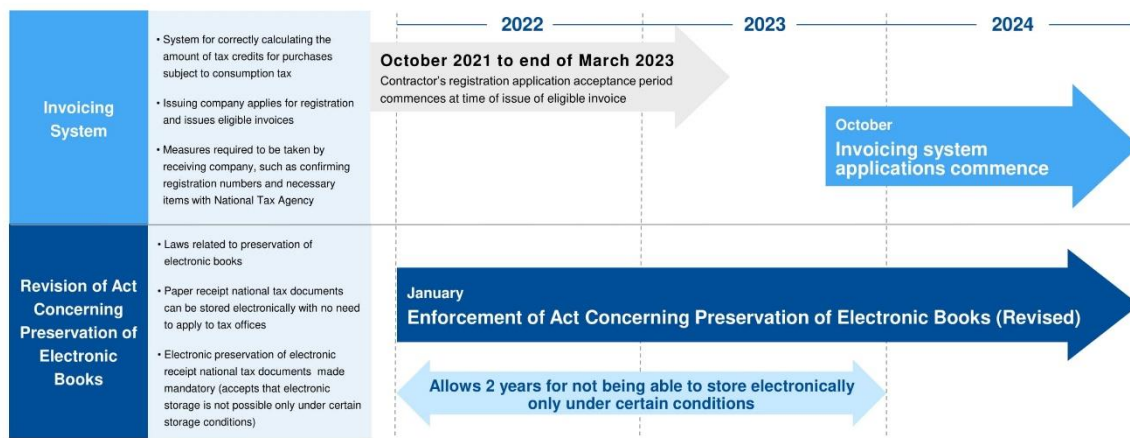 2022
2023
2024
Invoicing
System
• System for correctly calculating the
amount of tax credits for purchases
subject to consumption tax
• Issuing company applies for registration
and issues eligible invoices
• Measures required to be taken by
receiving company, such as confirming
registration numbers and necessary
items with National Tax Agency
October 2021 to end of March 2023
Contractor's registration application acceptance period
commences at time of issue of eligible invoice
October
Invoicing system
applications commence
Revision of Act
Concerning
Preservation of
Electronic
Books
• Laws related to preservation of
electronic books
• Paper receipt national tax documents
can be stored electronically with no need
to apply to tax offices
• Electronic preservation of electronic
receipt national tax documents made
mandatory (accepts that electronic
storage is not possible only under certain
storage conditions)
January
Enforcement of Act Concerning Preservation of Electronic Books (Revised)
Allows 2 years for not being able to store electronically
only under certain conditions